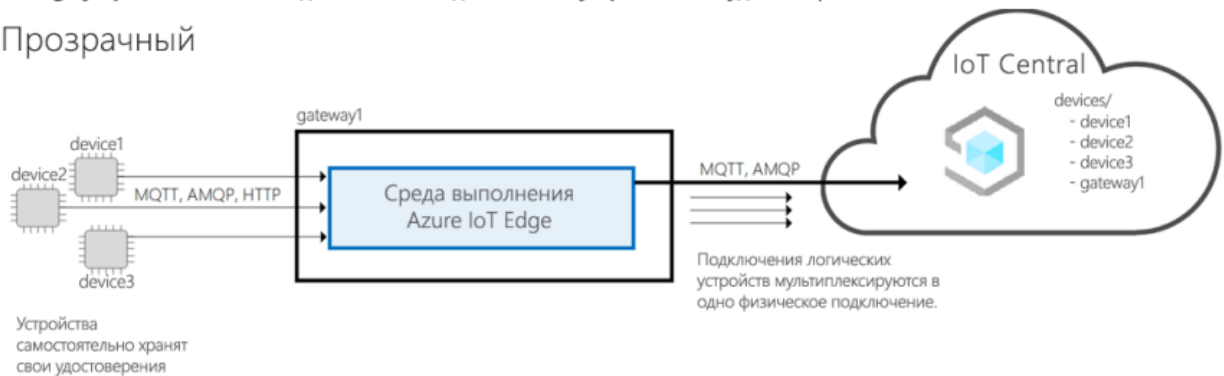 Прозрачный
IoT Central
devices/
- device1
- device2
- device3
- gateway1
gateway1
device1
device2
MQTT, AMQP, HTTP
device3
Среда выполнения
Azure IoT Edge
MQTT, AMQP
Подключения логических
устройств мультиплексируются в
одно физическое подключение.
Устройства
самостоятельно хранят
свои удостоверения